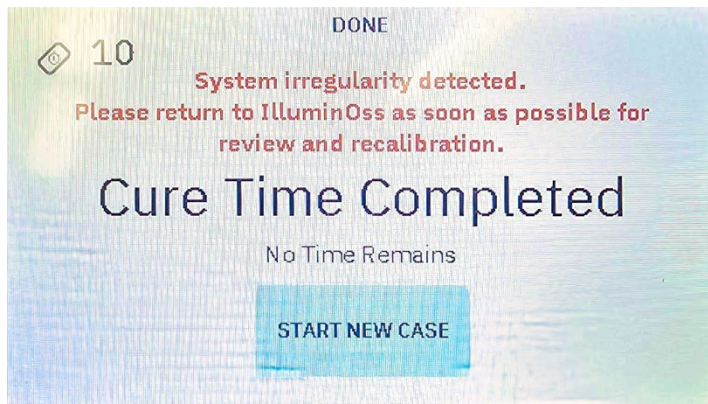 DONE
10
System irregularity detected.
Please return to IlluminOss as soon as possible for
review and recalibration.
Cure Time Completed
No Time Remains
START NEW CASE